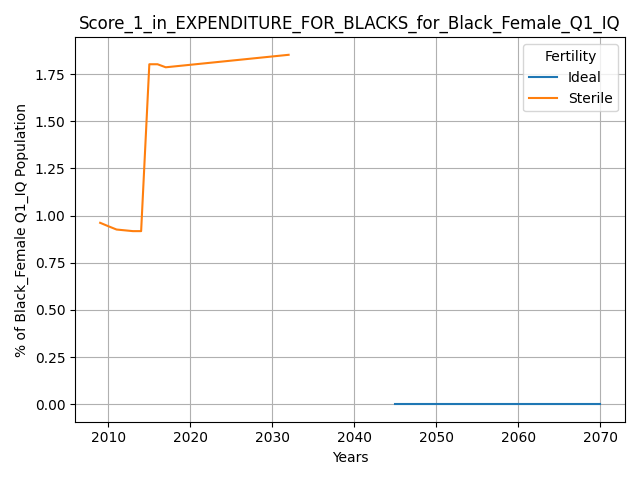 Score_1_in_EXPENDITURE_FOR_BLACKS_for_Black_Female_Q1_IQ
Fertility
Ideal
Sterile
% of Black_Female Q1_IQ Population
1.75
1.50
1.25
1.00
0.75
0.50
0.25
0.00
2010 2020 2030 2040 2050 2060 2070
Years